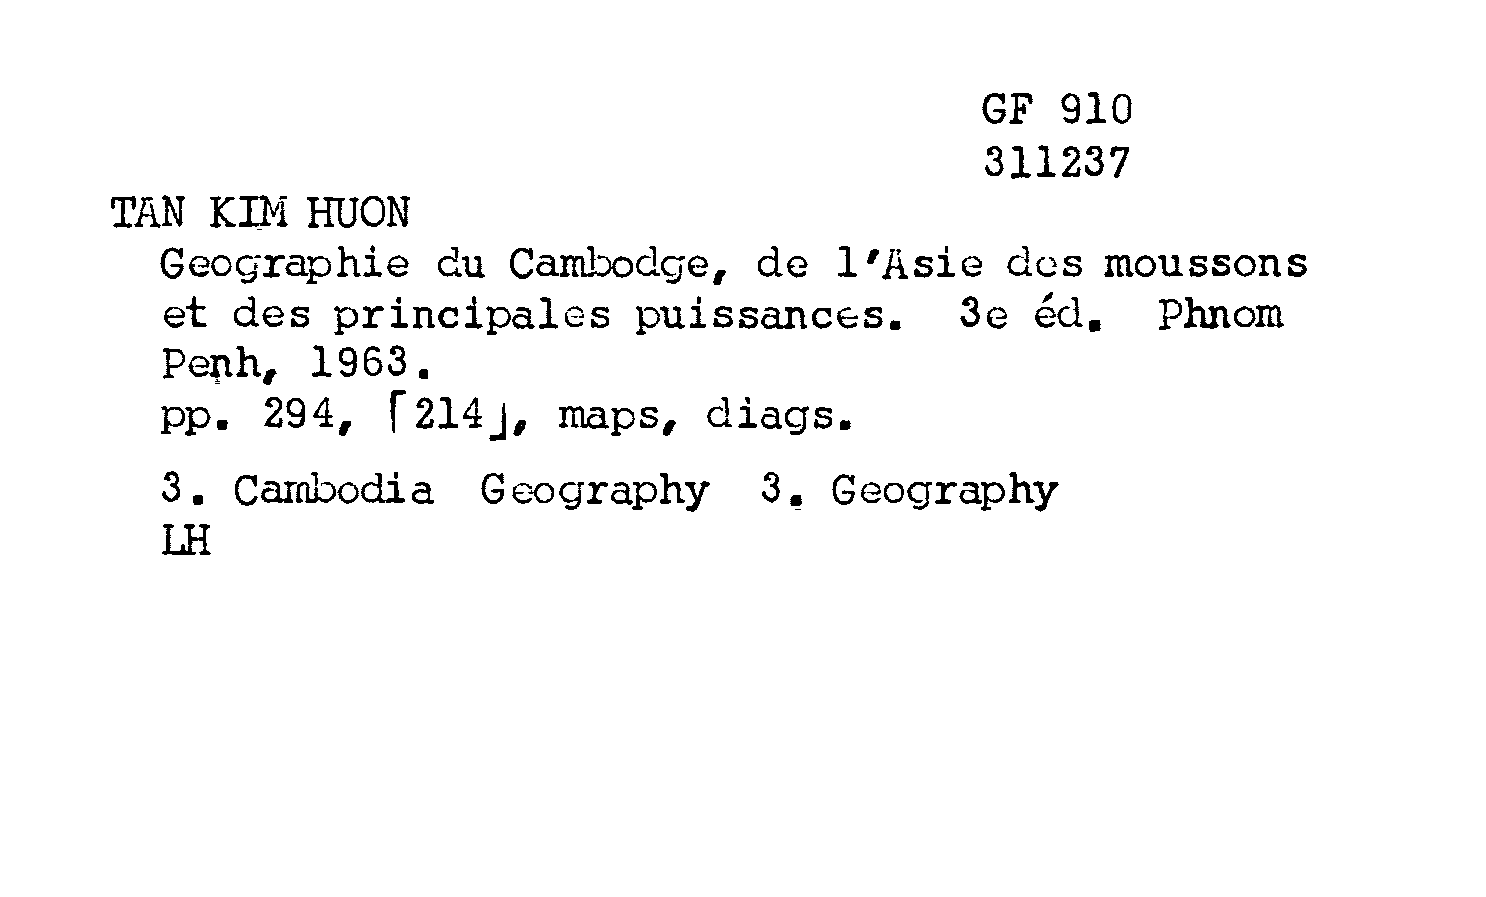 GF 910
311237
TAN KIM HUON
Geographie du Cambodge, de l'Asie des moussons
et des principales puissances. 3e éd. Phnom
Penh, 1963.
pp. 294, ⌈214⌋, maps, diags.
3. Cambodia Geography 3. Geography
LH